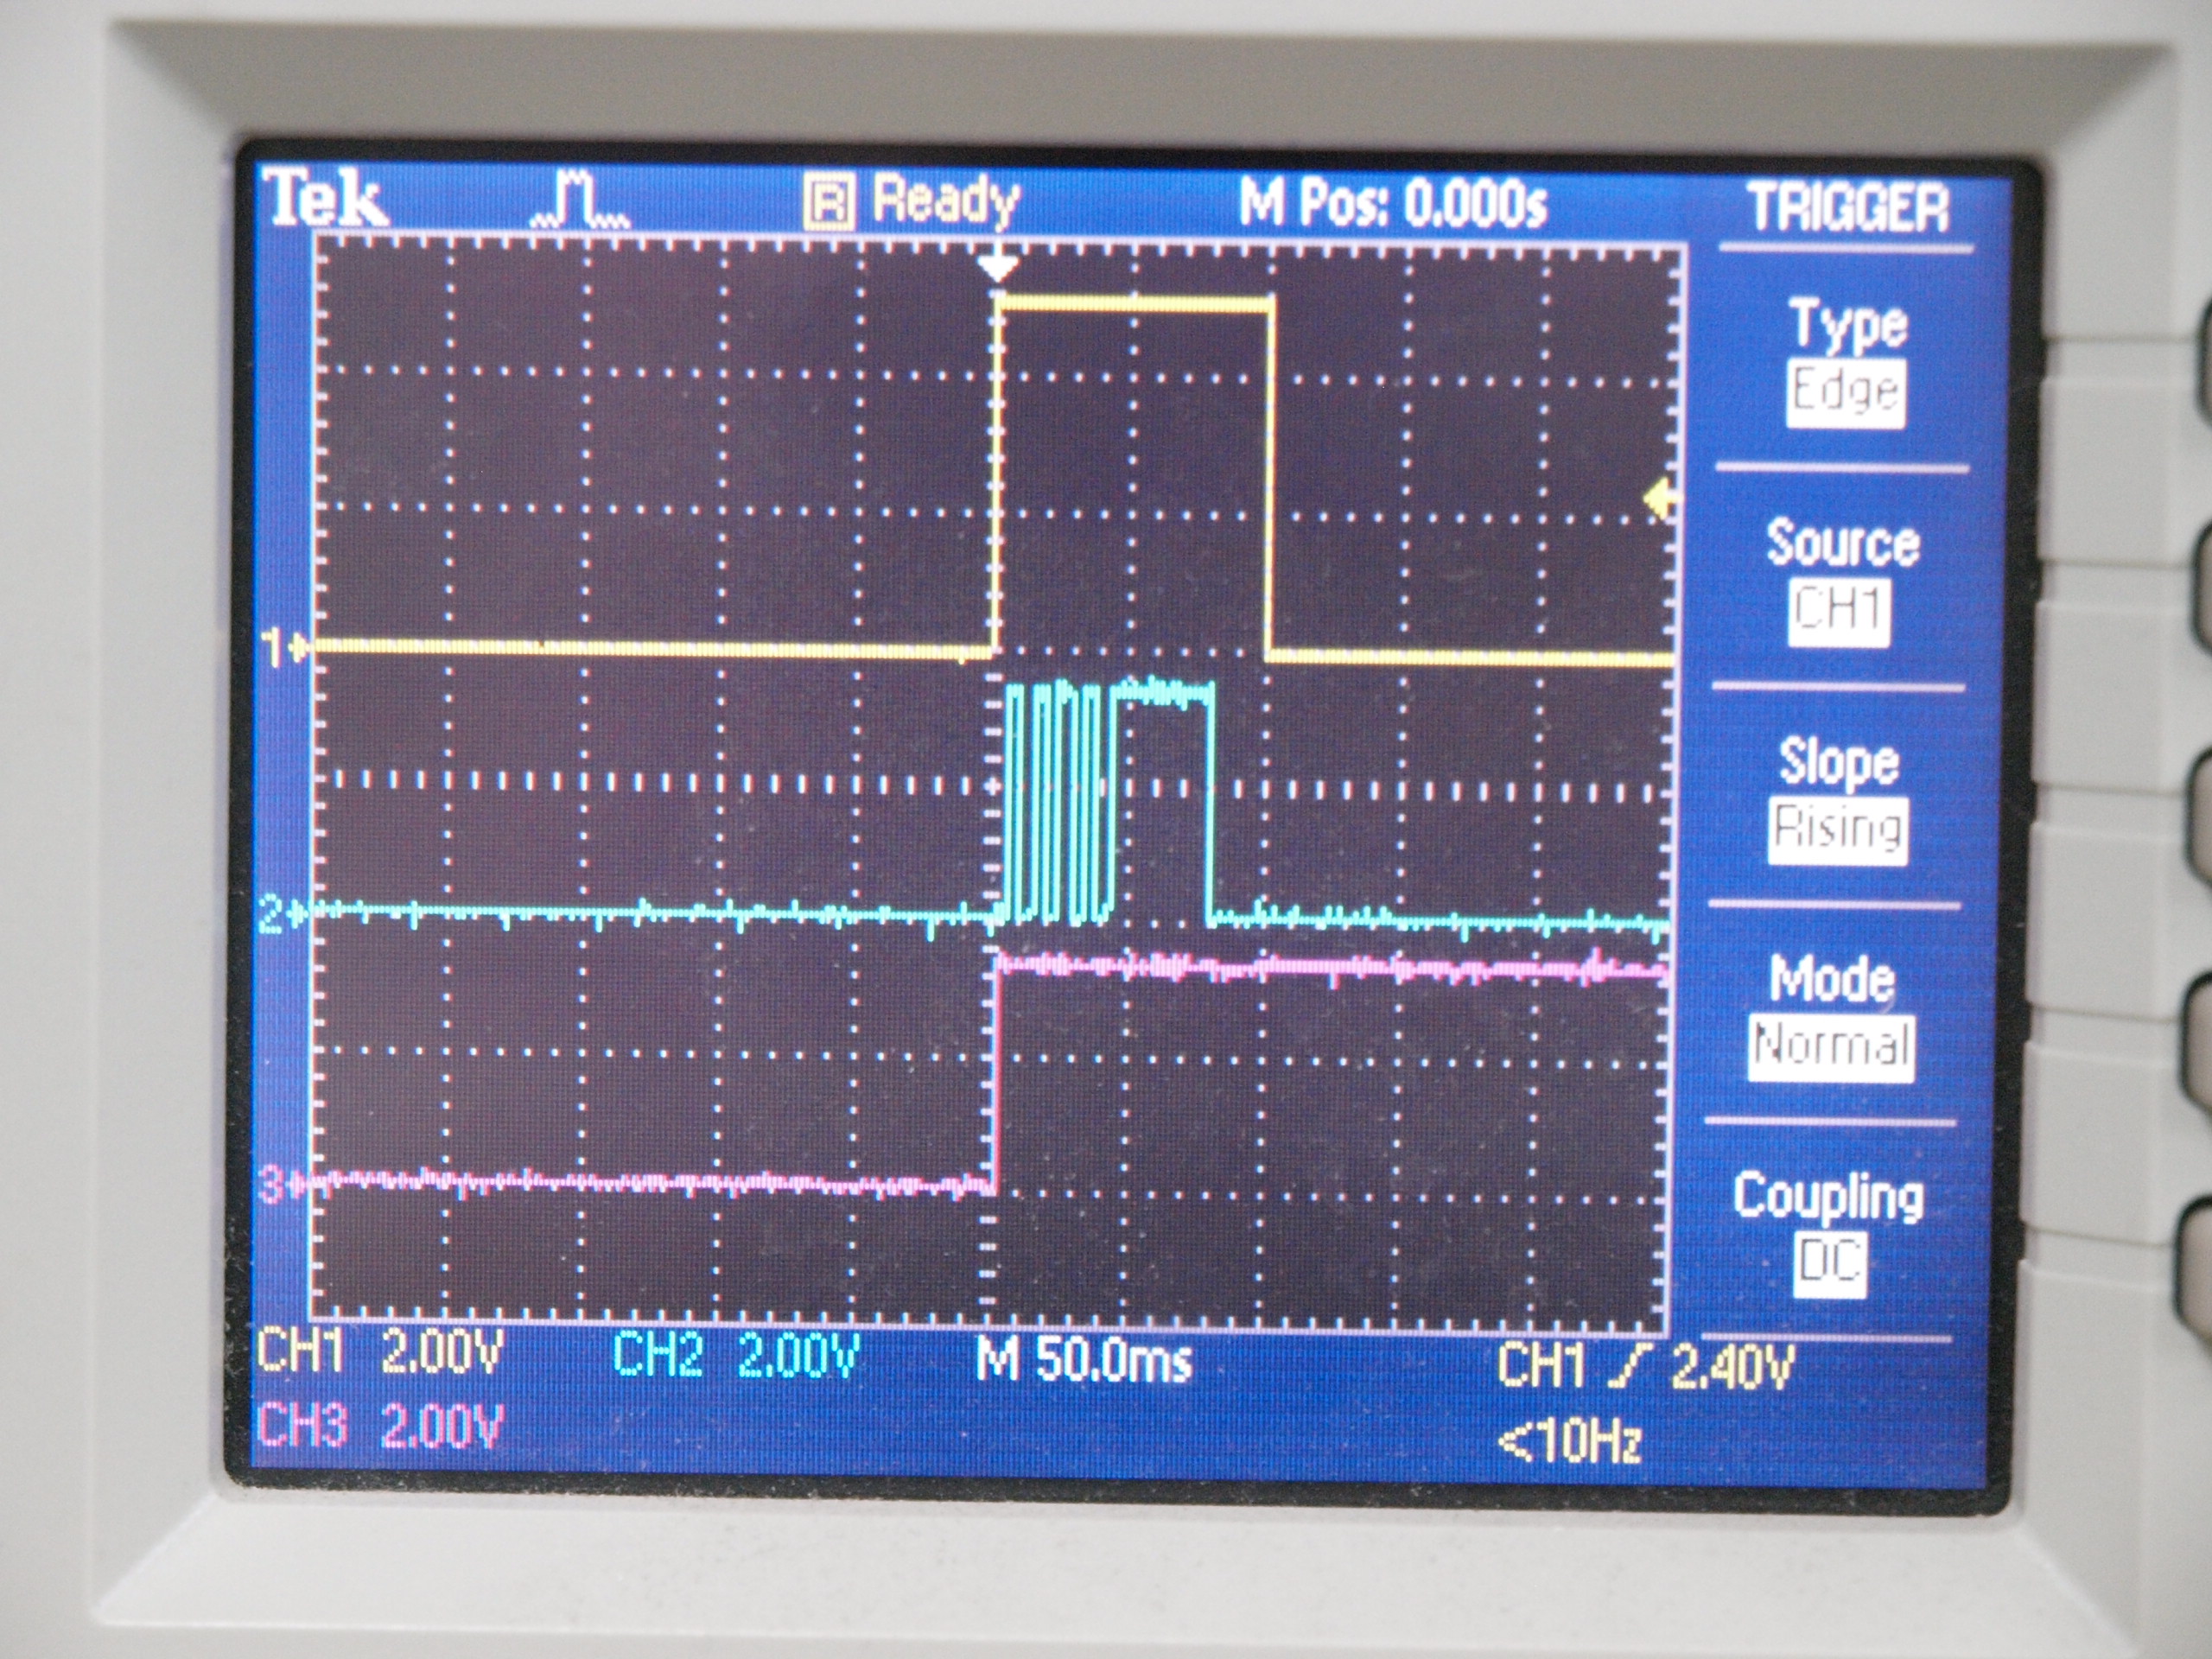 Tek R Ready M Pos: 0.000s TRIGGER
Type
Edge
Source
CH1
Slope
Rising
Mode
Normal
Coupling
DC
1
2
3
CH1 2.00V CH2 2.00V M 50.0ms CH1 2.40V
CH3 2.00V <10Hz